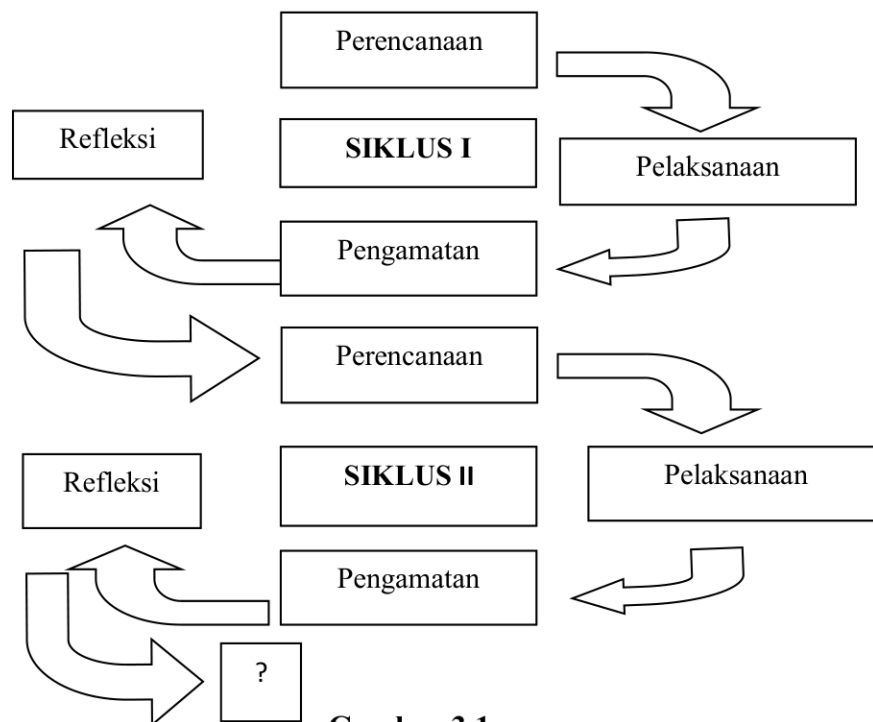 Perencanaan
Refleksi
SIKLUS I
Pelaksanaan
Pengamatan
Perencanaan
Refleksi
SIKLUS II
Pelaksanaan
Pengamatan
?